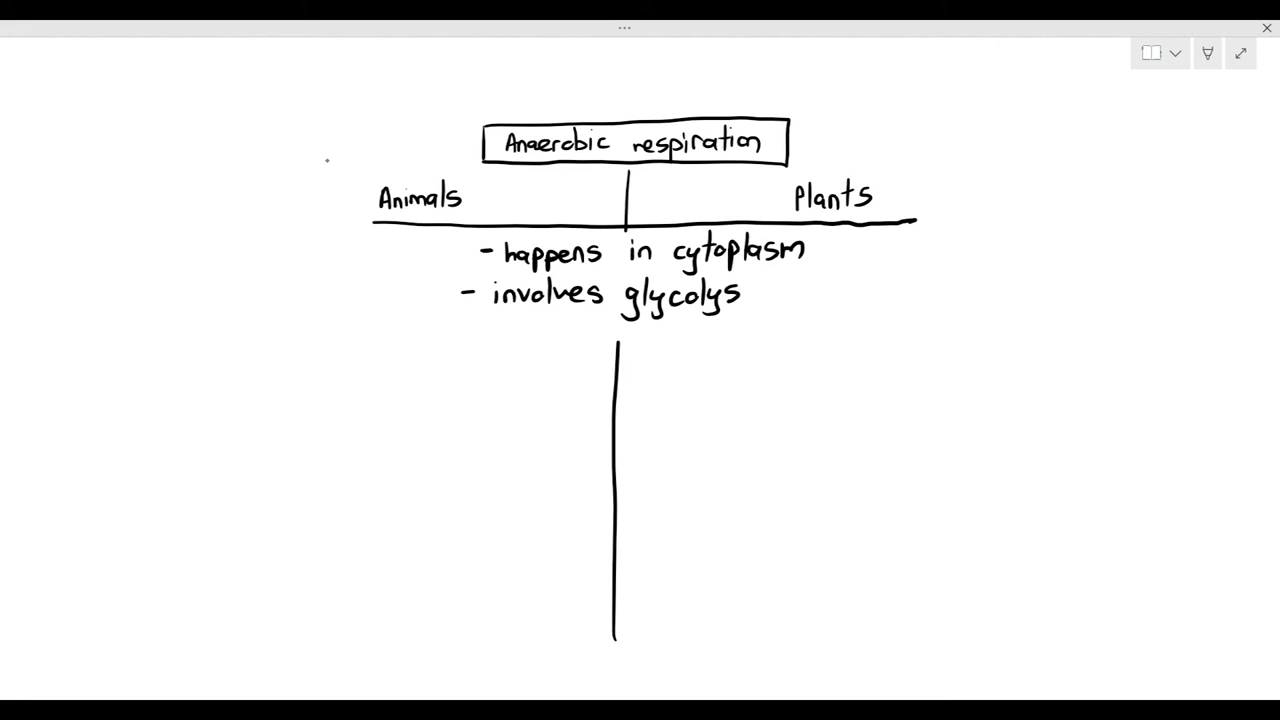 Anaerobic respiration
Animals
Plants
- happens in cytoplasm
- involves glycolys